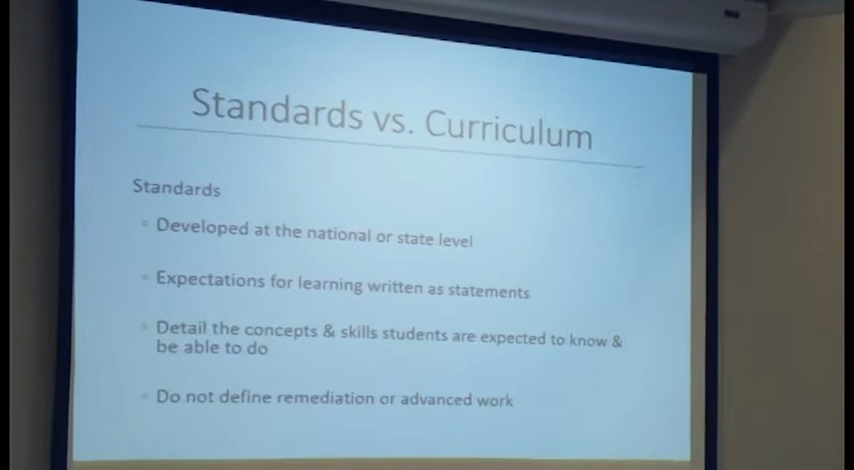 Standards vs. Curriculum
Standards
Developed at the national or state level
Expectations for learning written as statements
Detail the concepts & skills students are expected to know &
be able to do
Do not define remediation or advanced work